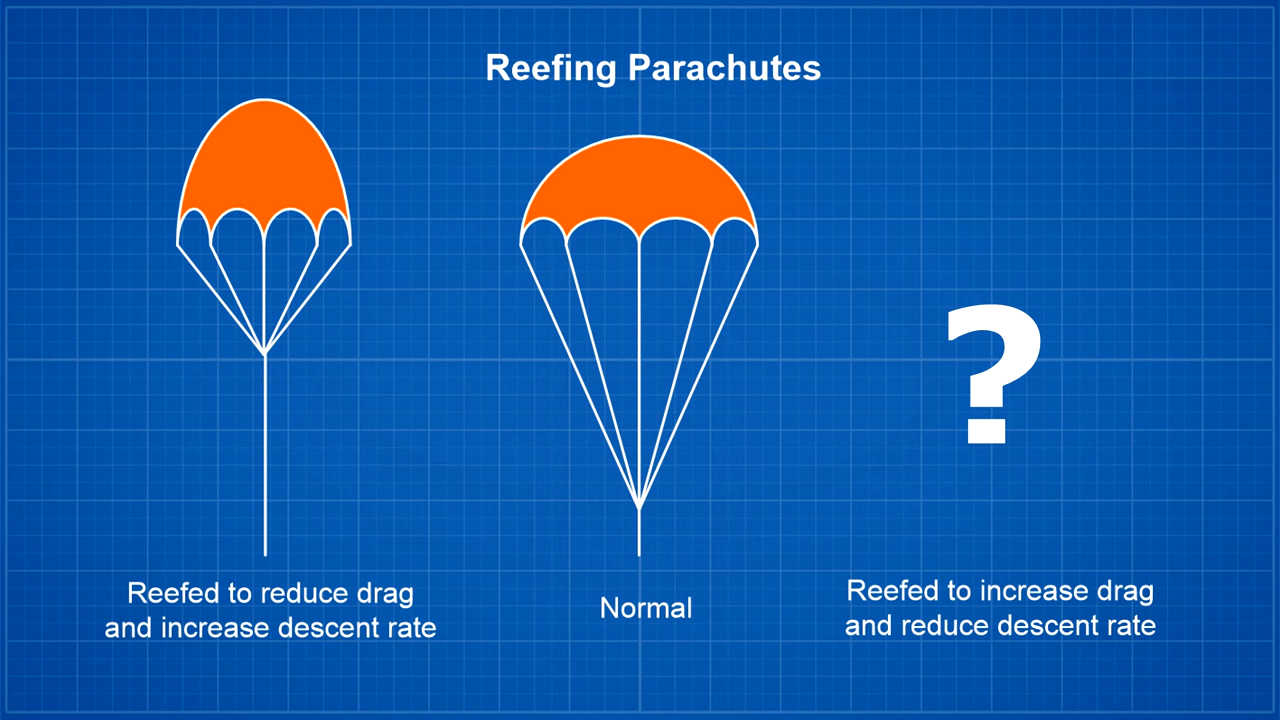 Reefing Parachutes
?
Reefed to reduce drag
and increase descent rate
Normal
Reefed to increase drag
and reduce descent rate